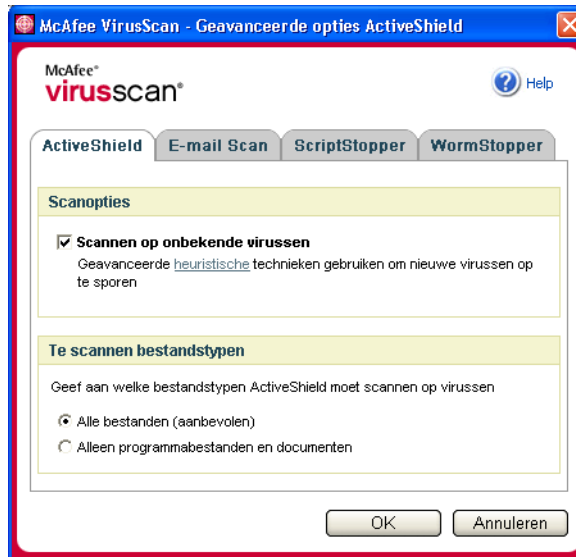 McAfee VirusScan - Geavanceerde opties ActiveShield
McAfee®
virusscan®
Help
ActiveShield
E-mail Scan
ScriptStopper
WormStopper
Scanopties
Scannen op onbekende virussen
Geavanceerde heuristische technieken gebruiken om nieuwe virussen op
te sporen
Te scannen bestandstypen
Geef aan welke bestandstypen ActiveShield moet scannen op virussen
Alle bestanden (aanbevolen)
Alleen programmabestanden en documenten
OK
Annuleren